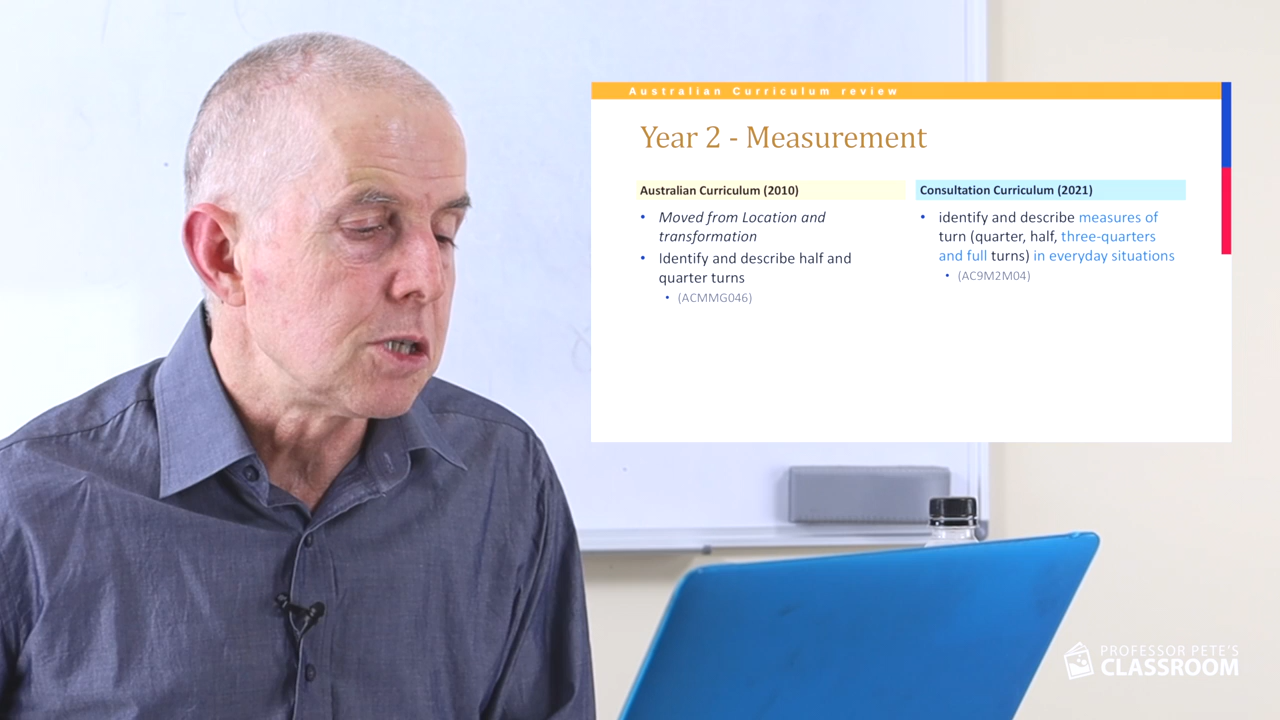 Australian Curriculum review
Year 2 - Measurement
Australian Curriculum (2010)
• Moved from Location and
transformation
• Identify and describe half and
quarter turns
• (ACMMG046)
Consultation Curriculum (2021)
• identify and describe measures of
turn (quarter, half, three-quarters
and full turns) in everyday situations
• (AC9M2M04)
PROFESSOR PETE'S
CLASSROOM